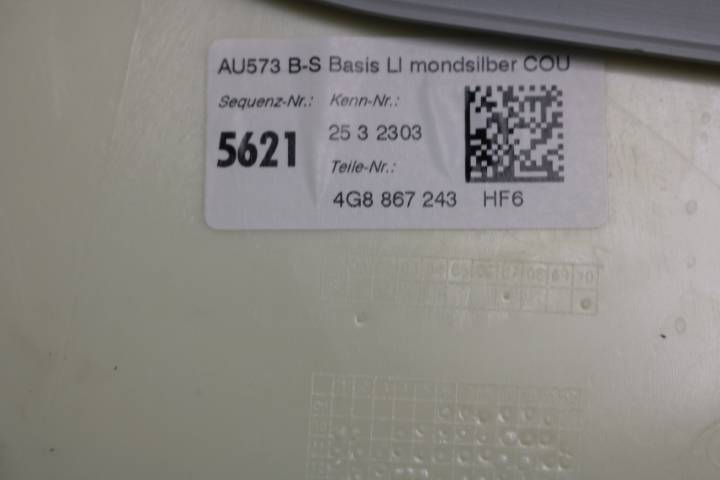 AU573 B-S Basis LI mondsilber COU
Sequenz-Nr.: Kenn-Nr.:
5621 25 3 2303
Teile-Nr.:
4G8 867 243 HF6